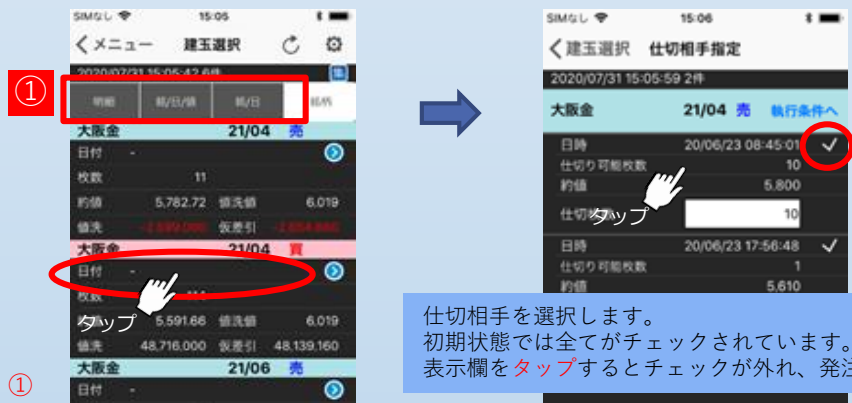 SIMなし 15:05
メニュー 建玉選択
2020/07/31 15:05:42 6件
①
明細 銘/日/値 銘/日 銘柄
大阪金 21/04 売
日付 -
枚数 11
約値 5,782.72 値洗値 6,019
値洗 仮差引
大阪金 21/04 買
日付 -
枚数
タップ 5,591.66 値洗値 6,019
値洗 48,716.000 仮差引 48,139.160
大阪金 21/06 売
①
日付 -
SIMなし 15:06
建玉選択 仕切相手指定
2020/07/31 15:05:59 2件
大阪金 21/04 売 執行条件へ
日時 20/06/23 08:45:01
仕切り可能枚数 10
約値 5,800
タップ
仕切 10
日時 20/06/23 17:56:48
仕切り可能枚数 1
約値 5,610
仕切相手を選択します。
初期状態では全てがチェックされています。
表示欄をタップするとチェックが外れ、発注